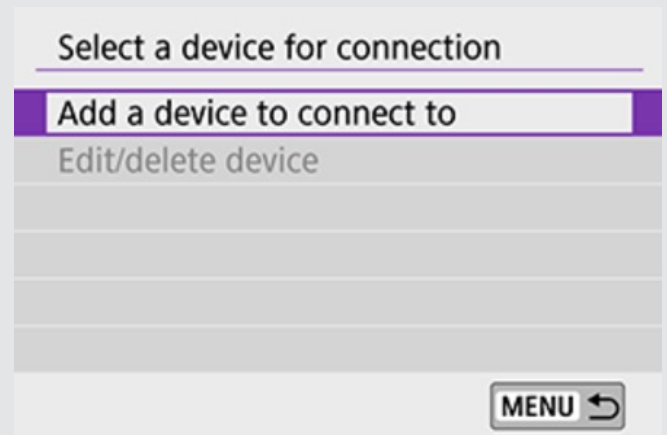 Select a device for connection
Add a device to connect to
Edit/delete device
MENU